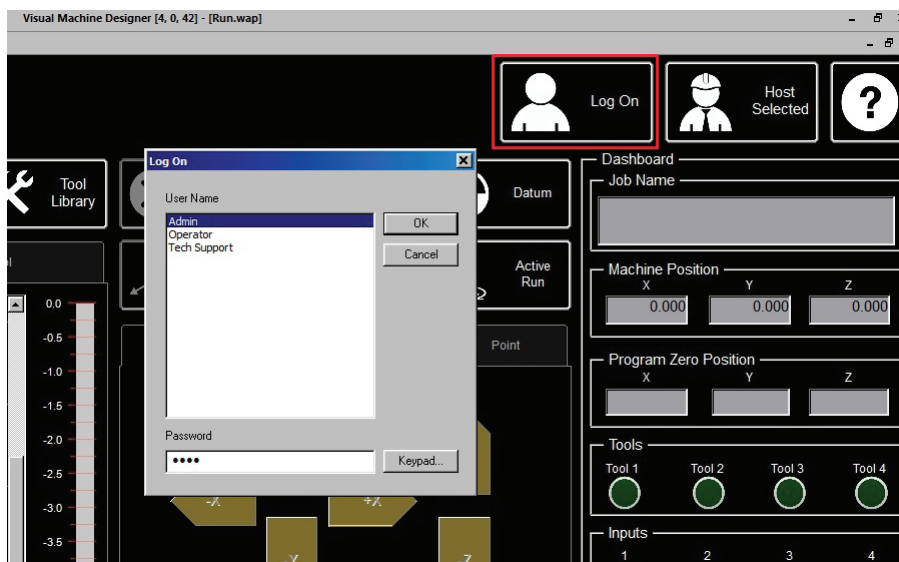 Visual Machine Designer [4, 0, 42] - [Run.wap]
Log On
Host
Selected
?
Tool
Library
Log On
User Name
Admin
Operator
Tech Support
OK
Cancel
Password
Keypad...
Datum
Active
Run
Point
0.0
-0.5
-1.0
-1.5
-2.0
-2.5
-3.0
-3.5
-X
+X
Dashboard
Job Name
Machine Position
X Y Z
0.000 0.000 0.000
Program Zero Position
X Y Z
Tools
Tool 1 Tool 2 Tool 3 Tool 4
Inputs
1 2 3 4